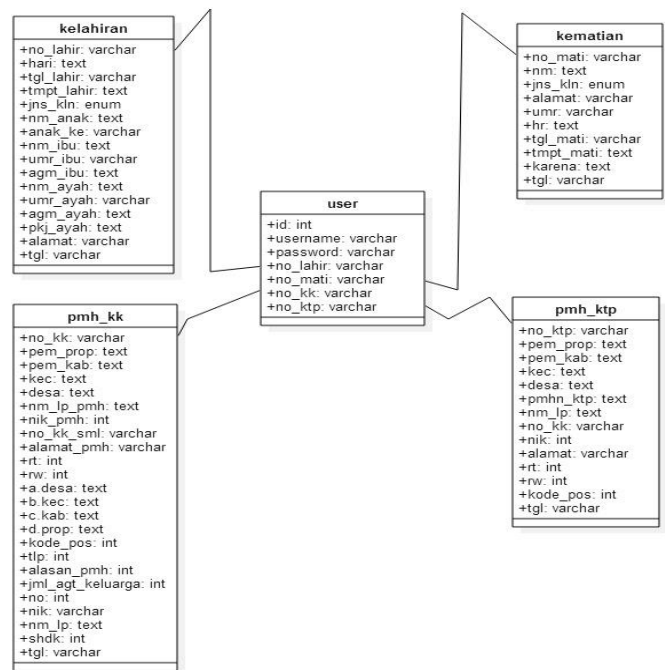 kelahiran
+no_lahir: varchar
+hari: text
+tgl_lahir: varchar
+tmpt_lahir: text
+jns_kln: enum
+nm_anak: text
+anak_ke: varchar
+nm_ibu: text
+umr_ibu: varchar
+agm_ibu: text
+nm_ayah: text
+umr_ayah: varchar
+agm_ayah: text
+pkj_ayah: text
+alamat: varchar
+tgl: varchar
kematian
+no_mati: varchar
+nm: text
+jns_kln: enum
+alamat: varchar
+umr: varchar
+hr: text
+tgl_mati: varchar
+tmpt_mati: text
+karena: text
+tgl: varchar
user
+id: int
+username: varchar
+password: varchar
+no_lahir: varchar
+no_mati: varchar
+no_kk: varchar
+no_ktp: varchar
pmh_kk
+no_kk: varchar
+pem_prop: text
+pem_kab: text
+kec: text
+desa: text
+nm_lp_pmh: text
+nik_pmh: int
+no_kk_sml: varchar
+alamat_pmh: varchar
+rt: int
+rw: int
+a.desa: text
+b.kec: text
+c.kab: text
+d.prop: text
+kode_pos: int
+tlp: int
+alasan_pmh: int
+jml_agt_keluarga: int
+no: int
+nik: varchar
+nm_lp: text
+shdk: int
+tgl: varchar
pmh_ktp
+no_ktp: varchar
+pem_prop: text
+pem_kab: text
+kec: text
+desa: text
+pmhn_ktp: text
+nm_lp: text
+no_kk: varchar
+nik: int
+alamat: varchar
+rt: int
+rw: int
+kode_pos: int
+tgl: varchar